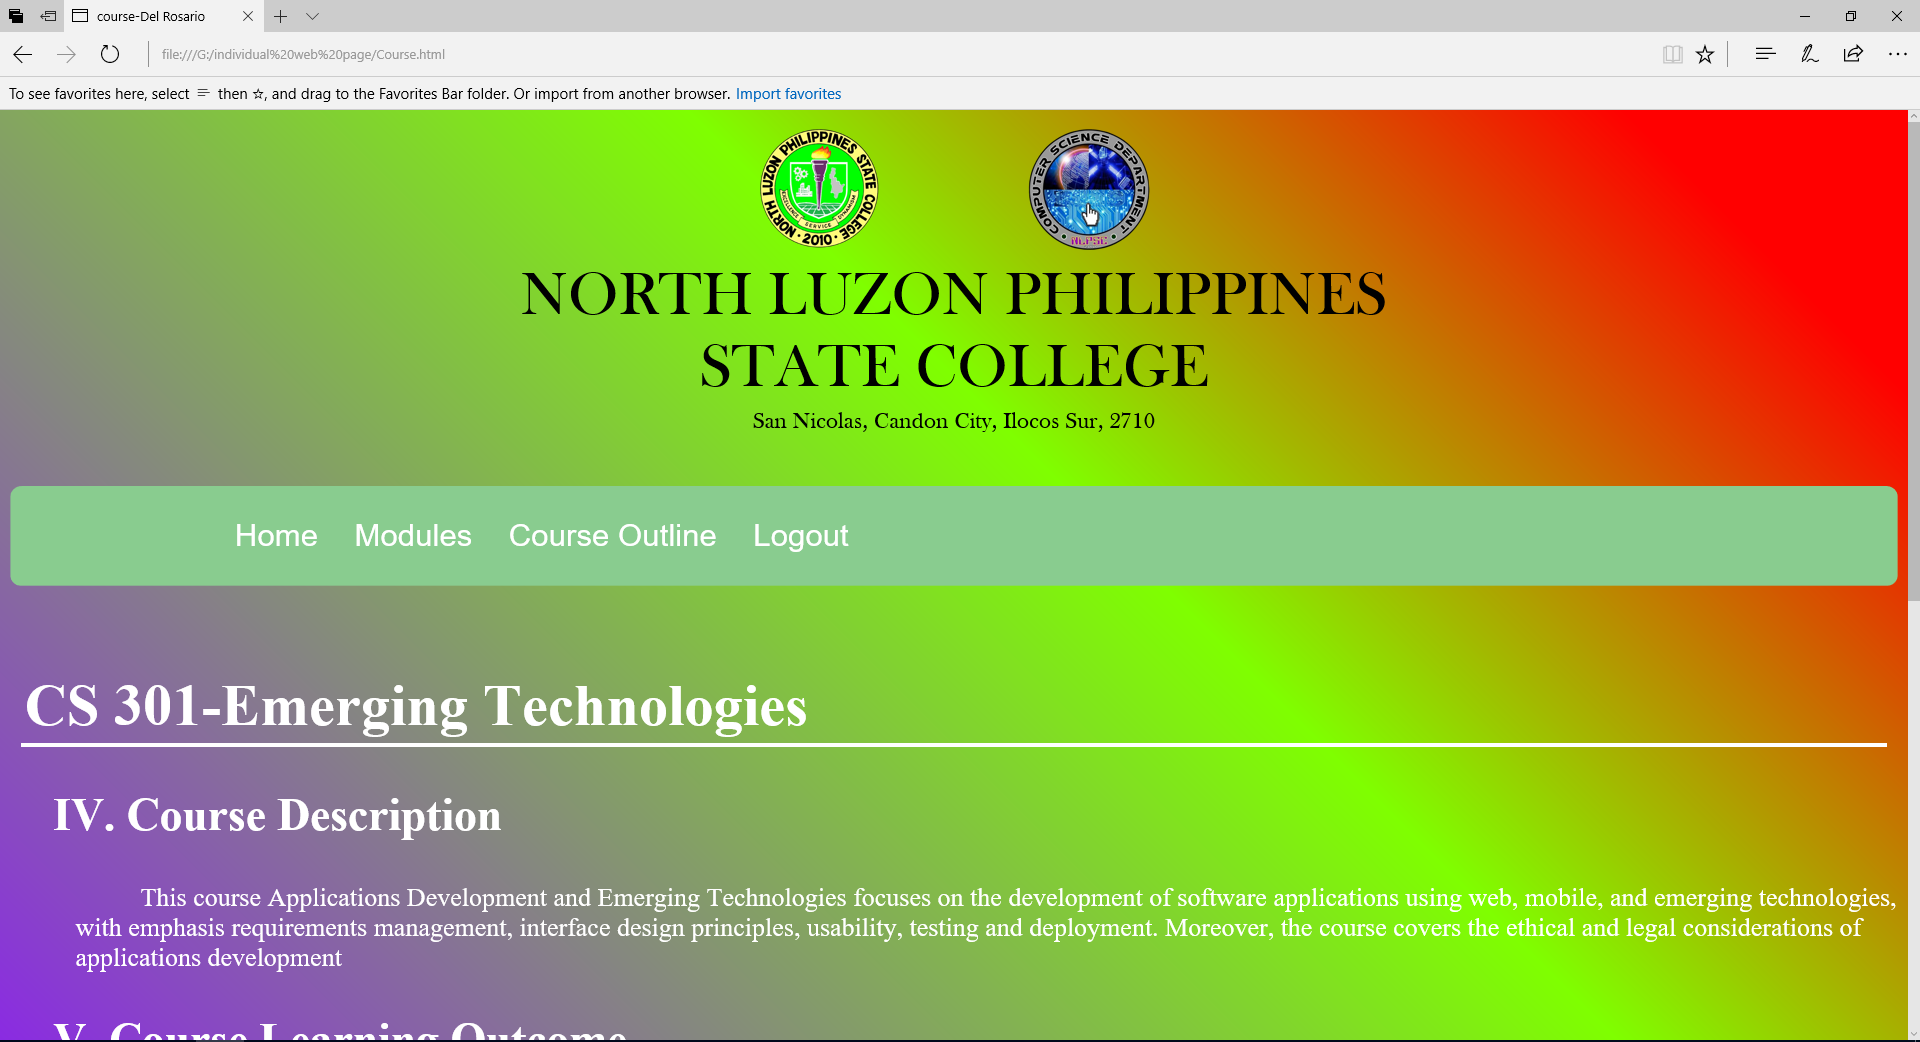 course-Del Rosario
file:///G:/individual%20web%20page/Course.html
To see favorites here, select then ☆, and drag to the Favorites Bar folder. Or import from another browser. Import favorites
NORTH LUZON PHILIPPINES STATE COLLEGE
EXCELLENCE SERVICE
· 2010 ·
COMPUTER SCIENCE DEPARTMENT
NLPSC
NORTH LUZON PHILIPPINES
STATE COLLEGE
San Nicolas, Candon City, Ilocos Sur, 2710
Home Modules Course Outline Logout
CS 301-Emerging Technologies
IV. Course Description
This course Applications Development and Emerging Technologies focuses on the development of software applications using web, mobile, and emerging technologies,
with emphasis requirements management, interface design principles, usability, testing and deployment. Moreover, the course covers the ethical and legal considerations of
applications development
V. Course Learning Outcome